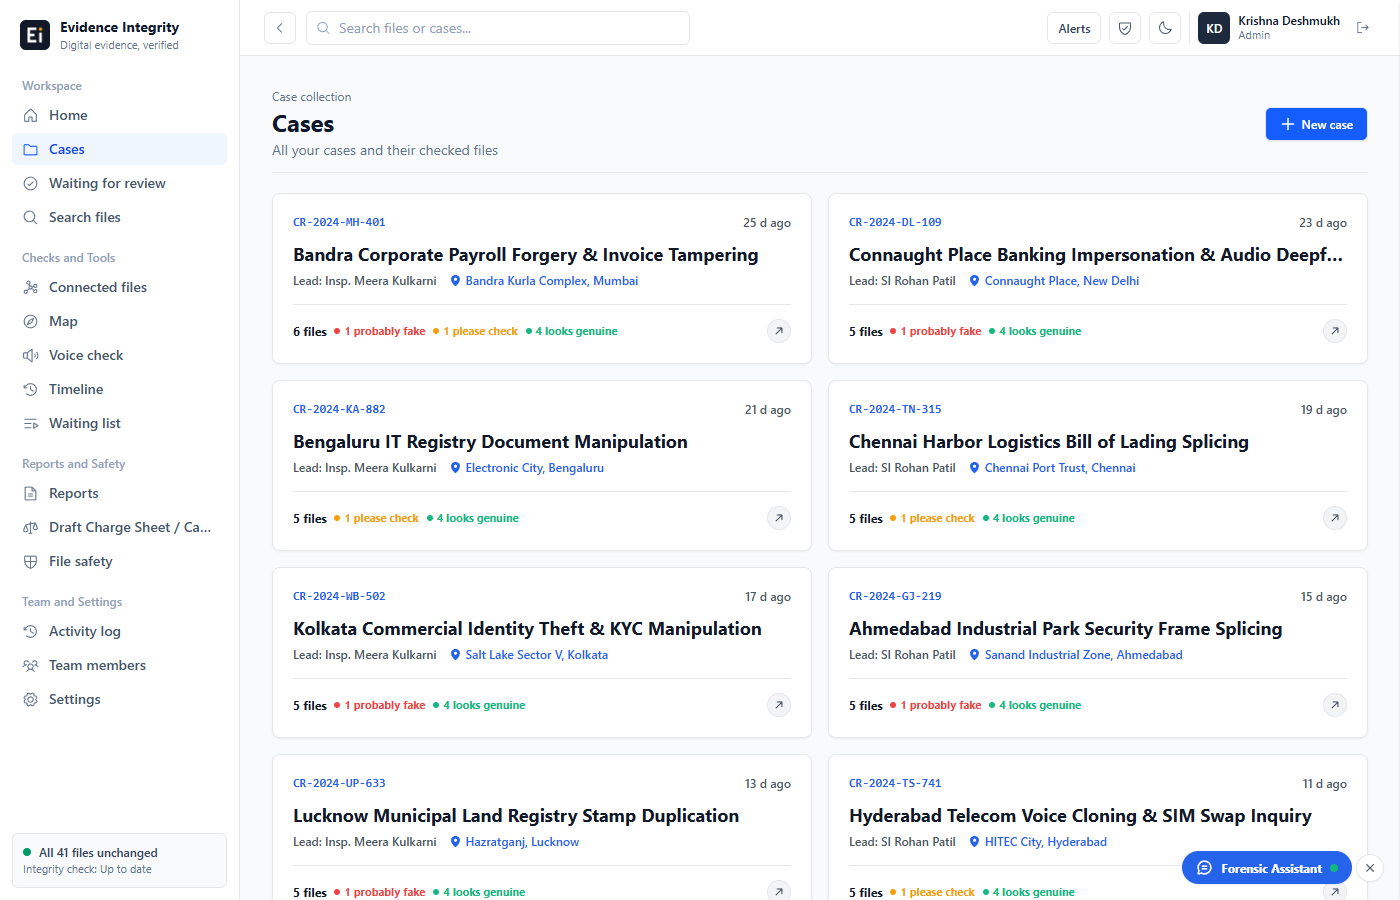 Ei
Evidence Integrity
Digital evidence, verified
Workspace
Home
Cases
Waiting for review
Search files
Checks and Tools
Connected files
Map
Voice check
Timeline
Waiting list
Reports and Safety
Reports
Draft Charge Sheet / Ca...
File safety
Team and Settings
Activity log
Team members
Settings
All 41 files unchanged
Integrity check: Up to date
Search files or cases...
Alerts
KD
Krishna Deshmukh
Admin
Case collection
Cases
All your cases and their checked files
New case
CR-2024-MH-401
25 d ago
Bandra Corporate Payroll Forgery & Invoice Tampering
Lead: Insp. Meera Kulkarni Bandra Kurla Complex, Mumbai
6 files 1 probably fake 1 please check 4 looks genuine
CR-2024-DL-109
23 d ago
Connaught Place Banking Impersonation & Audio Deepf...
Lead: SI Rohan Patil Connaught Place, New Delhi
5 files 1 probably fake 4 looks genuine
CR-2024-KA-882
21 d ago
Bengaluru IT Registry Document Manipulation
Lead: Insp. Meera Kulkarni Electronic City, Bengaluru
5 files 1 please check 4 looks genuine
CR-2024-TN-315
19 d ago
Chennai Harbor Logistics Bill of Lading Splicing
Lead: SI Rohan Patil Chennai Port Trust, Chennai
5 files 1 please check 4 looks genuine
CR-2024-WB-502
17 d ago
Kolkata Commercial Identity Theft & KYC Manipulation
Lead: Insp. Meera Kulkarni Salt Lake Sector V, Kolkata
5 files 1 probably fake 4 looks genuine
CR-2024-GJ-219
15 d ago
Ahmedabad Industrial Park Security Frame Splicing
Lead: SI Rohan Patil Sanand Industrial Zone, Ahmedabad
5 files 1 probably fake 4 looks genuine
CR-2024-UP-633
13 d ago
Lucknow Municipal Land Registry Stamp Duplication
Lead: Insp. Meera Kulkarni Hazratganj, Lucknow
5 files 1 probably fake 4 looks genuine
CR-2024-TS-741
11 d ago
Hyderabad Telecom Voice Cloning & SIM Swap Inquiry
Lead: SI Rohan Patil HITEC City, Hyderabad
5 files 1 please check 4 looks genuine
Forensic Assistant